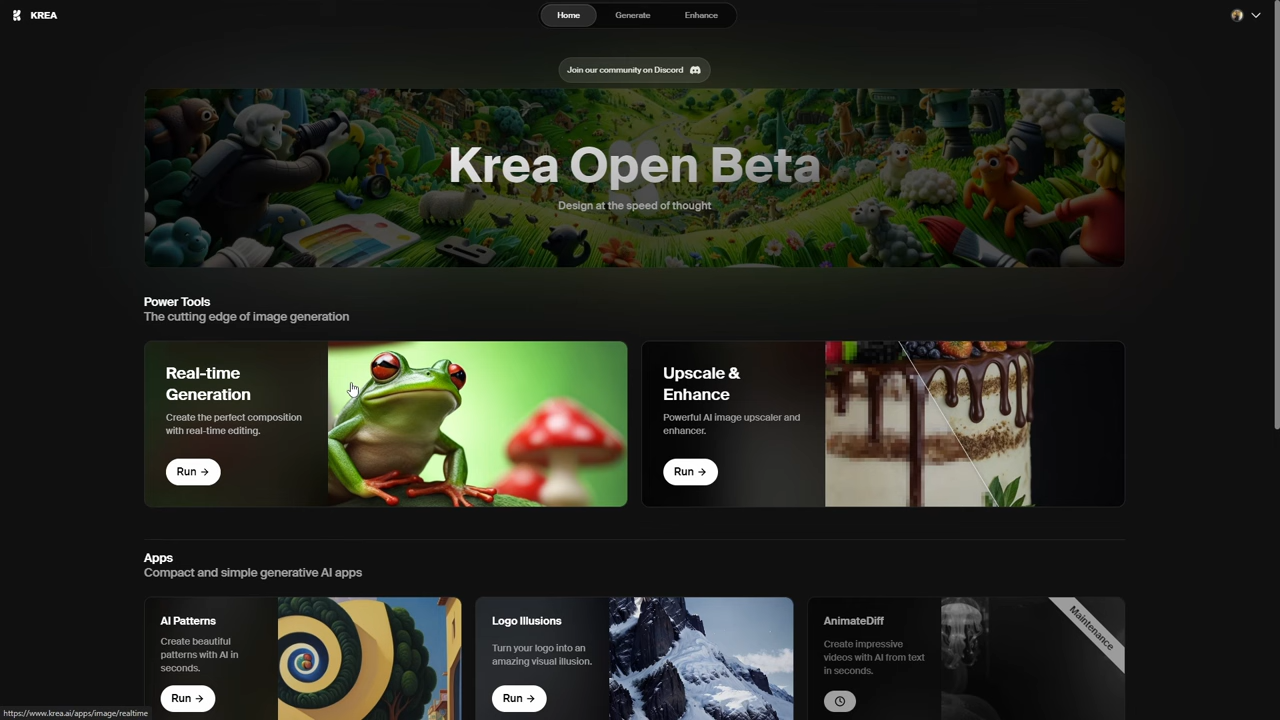 KREA
Home
Generate
Enhance
Join our community on Discord
Krea Open Beta
Design at the speed of thought
Power Tools
The cutting edge of image generation
Real-time
Generation
Create the perfect composition
with real-time editing.
Run →
Upscale &
Enhance
Powerful AI image upscaler and
enhancer.
Run →
Apps
Compact and simple generative AI apps
AI Patterns
Create beautiful
patterns with AI in
seconds.
Run →
Logo Illusions
Turn your logo into an
amazing visual illusion.
Run →
AnimateDiff
Create impressive
videos with AI from text
in seconds.
Maintenance
https://www.krea.ai/apps/image/realtime